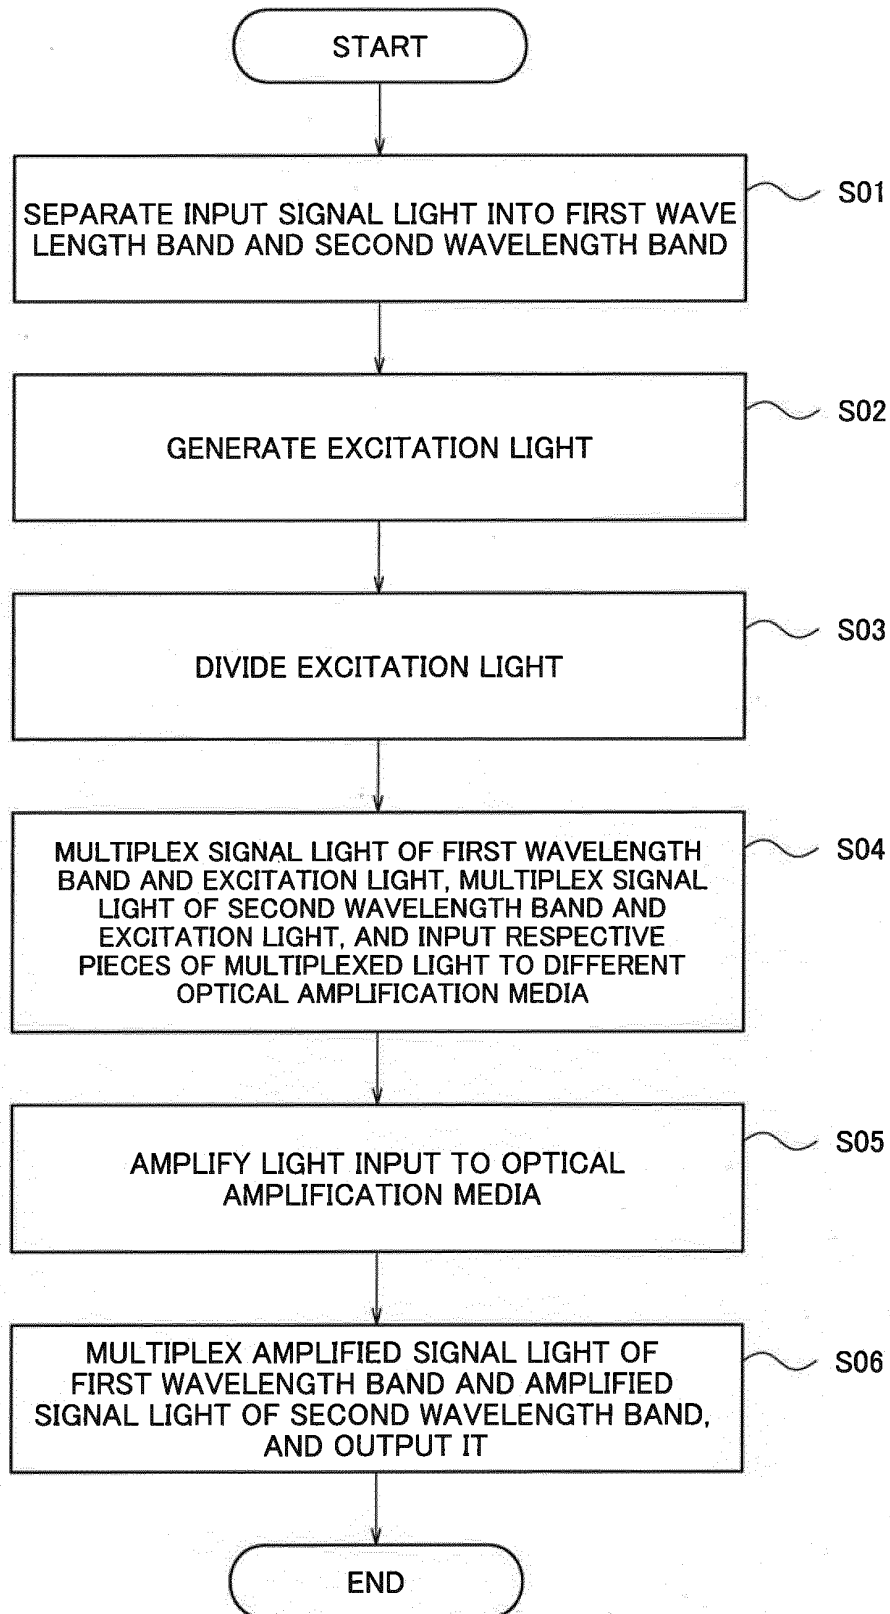 START
SEPARATE INPUT SIGNAL LIGHT INTO FIRST WAVE
LENGTH BAND AND SECOND WAVELENGTH BAND
S01
GENERATE EXCITATION LIGHT
S02
DIVIDE EXCITATION LIGHT
S03
MULTIPLEX SIGNAL LIGHT OF FIRST WAVELENGTH
BAND AND EXCITATION LIGHT, MULTIPLEX SIGNAL
LIGHT OF SECOND WAVELENGTH BAND AND
EXCITATION LIGHT, AND INPUT RESPECTIVE
PIECES OF MULTIPLEXED LIGHT TO DIFFERENT
OPTICAL AMPLIFICATION MEDIA
S04
AMPLIFY LIGHT INPUT TO OPTICAL
AMPLIFICATION MEDIA
S05
MULTIPLEX AMPLIFIED SIGNAL LIGHT OF
FIRST WAVELENGTH BAND AND AMPLIFIED
SIGNAL LIGHT OF SECOND WAVELENGTH BAND,
AND OUTPUT IT
S06
END